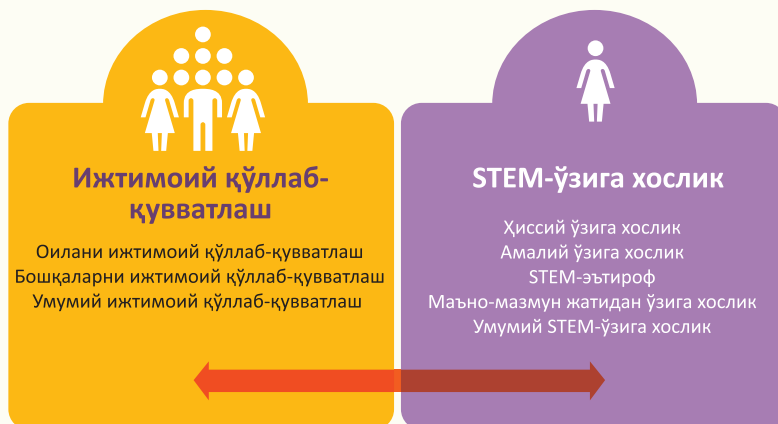 Ижтимоий қўллаб-
қувватлаш
Оилани ижтимоий қўллаб-қувватлаш
Бошқаларни ижтимоий қўллаб-қувватлаш
Умумий ижтимоий қўллаб-қувватлаш
STEM-ўзига хослик
Ҳиссий ўзига хослик
Амалий ўзига хослик
STEM-эътироф
Маъно-мазмун жатидан ўзига хослик
Умумий STEM-ўзига хослик